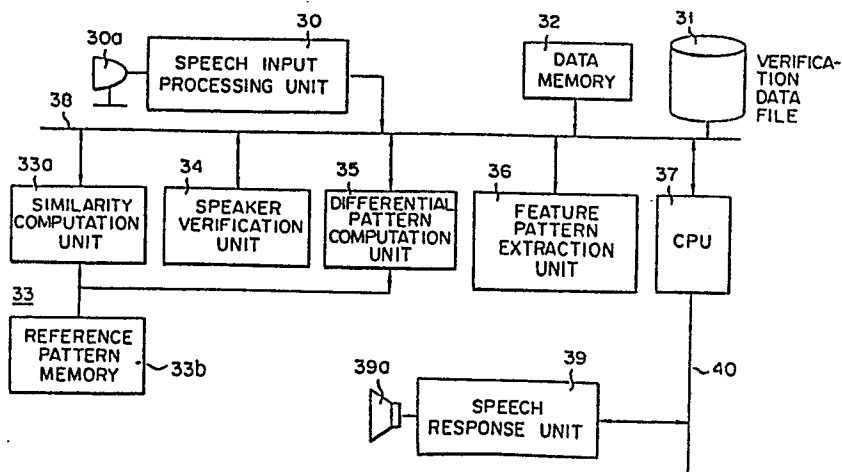 30a
30
SPEECH INPUT
PROCESSING UNIT
32
DATA
MEMORY
31
VERIFICA-
TION
DATA
FILE
38
33a
SIMILARITY
COMPUTATION
UNIT
34
SPEAKER
VERIFICATION
UNIT
35
DIFFERENTIAL
PATTERN
COMPUTATION
UNIT
36
FEATURE
PATTERN
EXTRACTION
UNIT
37
CPU
33
REFERENCE
PATTERN
MEMORY
33b
39a
39
SPEECH
RESPONSE UNIT
40